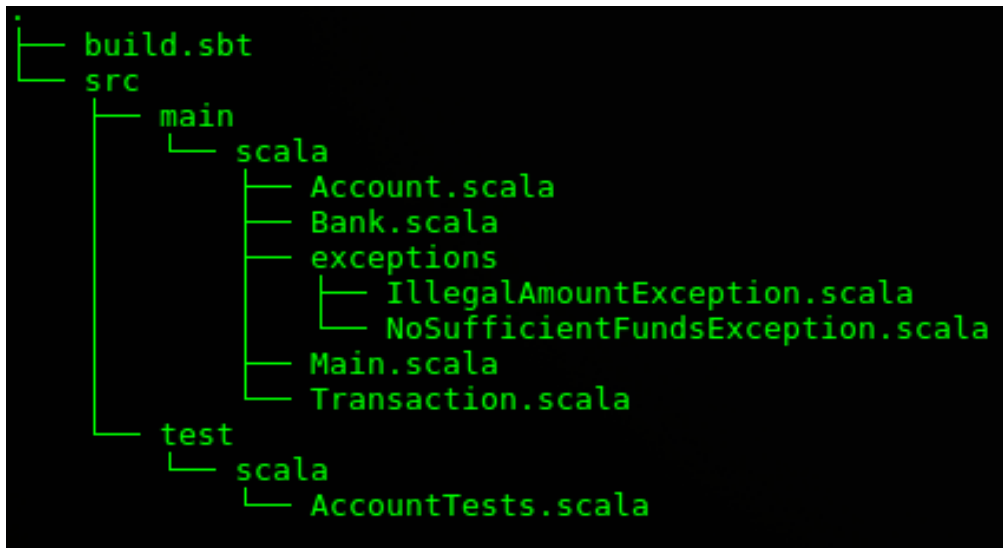 .
├── build.sbt
└── src
    ├── main
    │   └── scala
    │       ├── Account.scala
    │       ├── Bank.scala
    │       ├── exceptions
    │       │   ├── IllegalAmountException.scala
    │       │   └── NoSufficientFundsException.scala
    │       ├── Main.scala
    │       └── Transaction.scala
    └── test
        └── scala
            └── AccountTests.scala